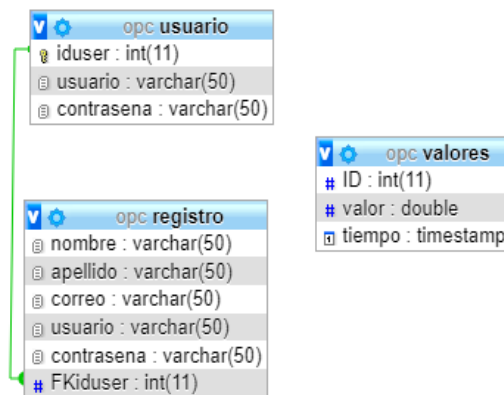 V opc usuario
iduser : int(11)
usuario : varchar(50)
contrasena : varchar(50)
V opc valores
# ID : int(11)
# valor : double
tiempo : timestamp
V opc registro
nombre : varchar(50)
apellido : varchar(50)
correo : varchar(50)
usuario : varchar(50)
contrasena : varchar(50)
# FKiduser : int(11)